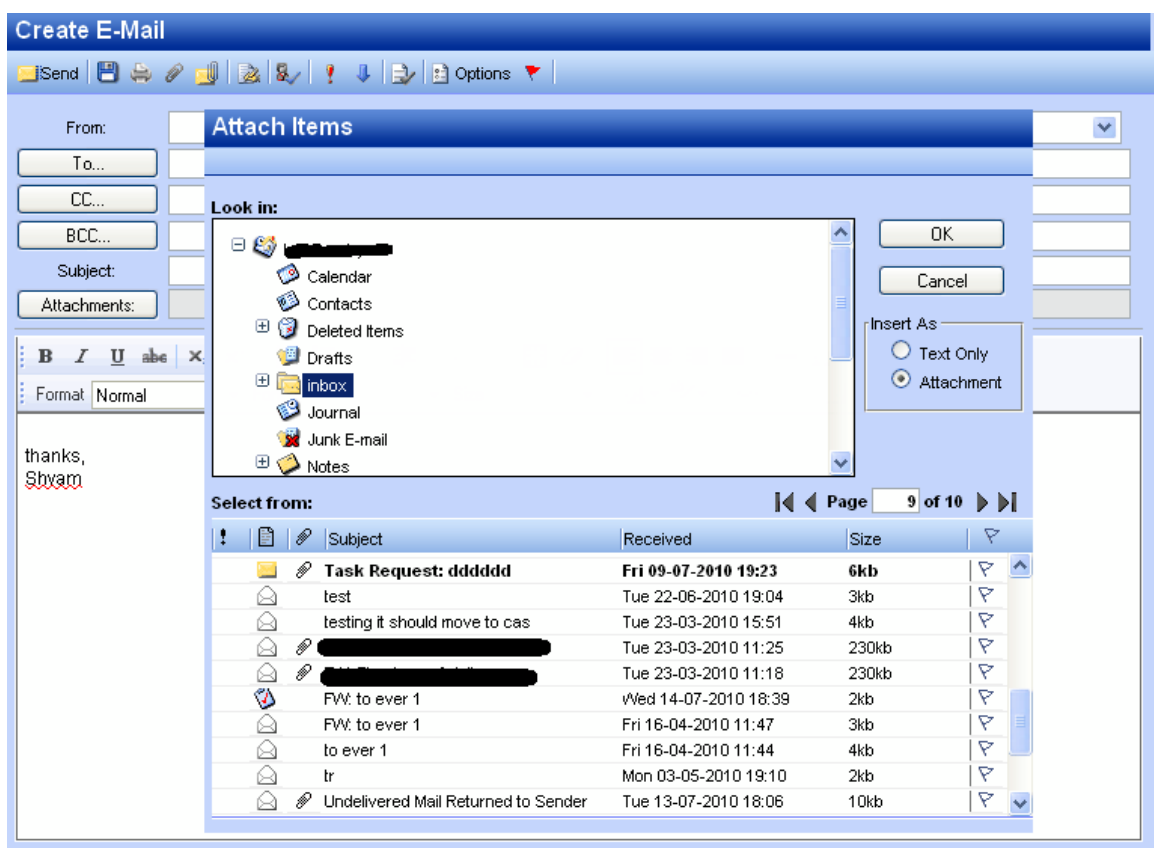 Create E-Mail
Send Options
From:
Attach Items
To...
CC...
Look in:
BCC...
OK
Subject:
Calendar
Cancel
Attachments:
Contacts
Insert As
Deleted Items
B I U abc X
Drafts
Text Only
Format Normal
inbox
Attachment
Journal
Junk E-mail
thanks,
Notes
Shyam
Select from:
Page 9 of 10
! Subject Received Size
Task Request: dddddd Fri 09-07-2010 19:23 6kb
test Tue 22-06-2010 19:04 3kb
testing it should move to cas Tue 23-03-2010 15:51 4kb
Tue 23-03-2010 11:25 230kb
Tue 23-03-2010 11:18 230kb
FW: to ever 1 Wed 14-07-2010 18:39 2kb
FW: to ever 1 Fri 16-04-2010 11:47 3kb
to ever 1 Fri 16-04-2010 11:44 4kb
tr Mon 03-05-2010 19:10 2kb
Undelivered Mail Returned to Sender Tue 13-07-2010 18:06 10kb